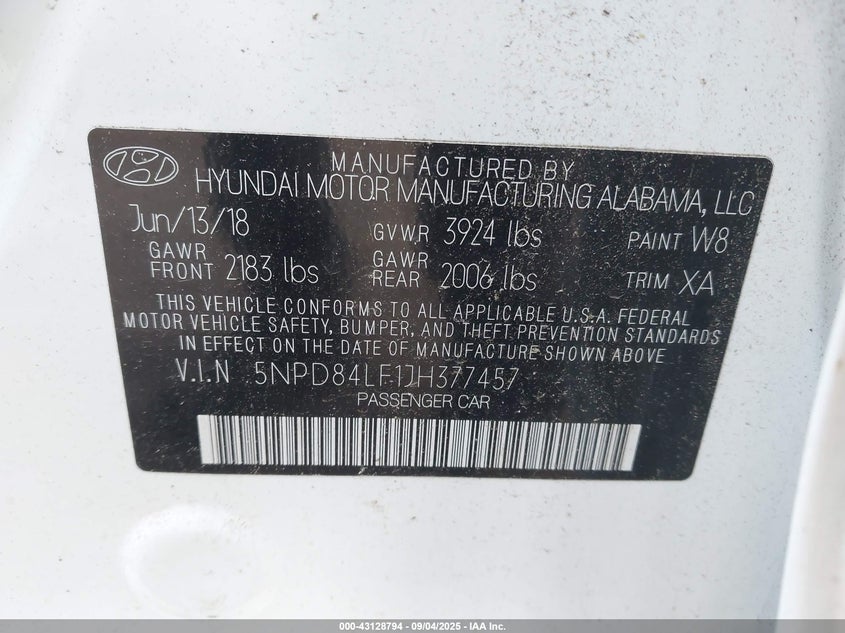 MANUFACTURED BY
HYUNDAI MOTOR MANUFACTURING ALABAMA, LLC
Jun/13/18 GVWR 3924 lbs PAINT W8
GAWR FRONT 2183 lbs GAWR REAR 2006 lbs TRIM XA
THIS VEHICLE CONFORMS TO ALL APPLICABLE U.S.A. FEDERAL
MOTOR VEHICLE SAFETY, BUMPER, AND THEFT PREVENTION STANDARDS
IN EFFECT ON THE DATE OF MANUFACTURE SHOWN ABOVE
V.I.N 5NPD84LF1JH377457
PASSENGER CAR
000-43128794 - 09/04/2025 - IAA Inc.